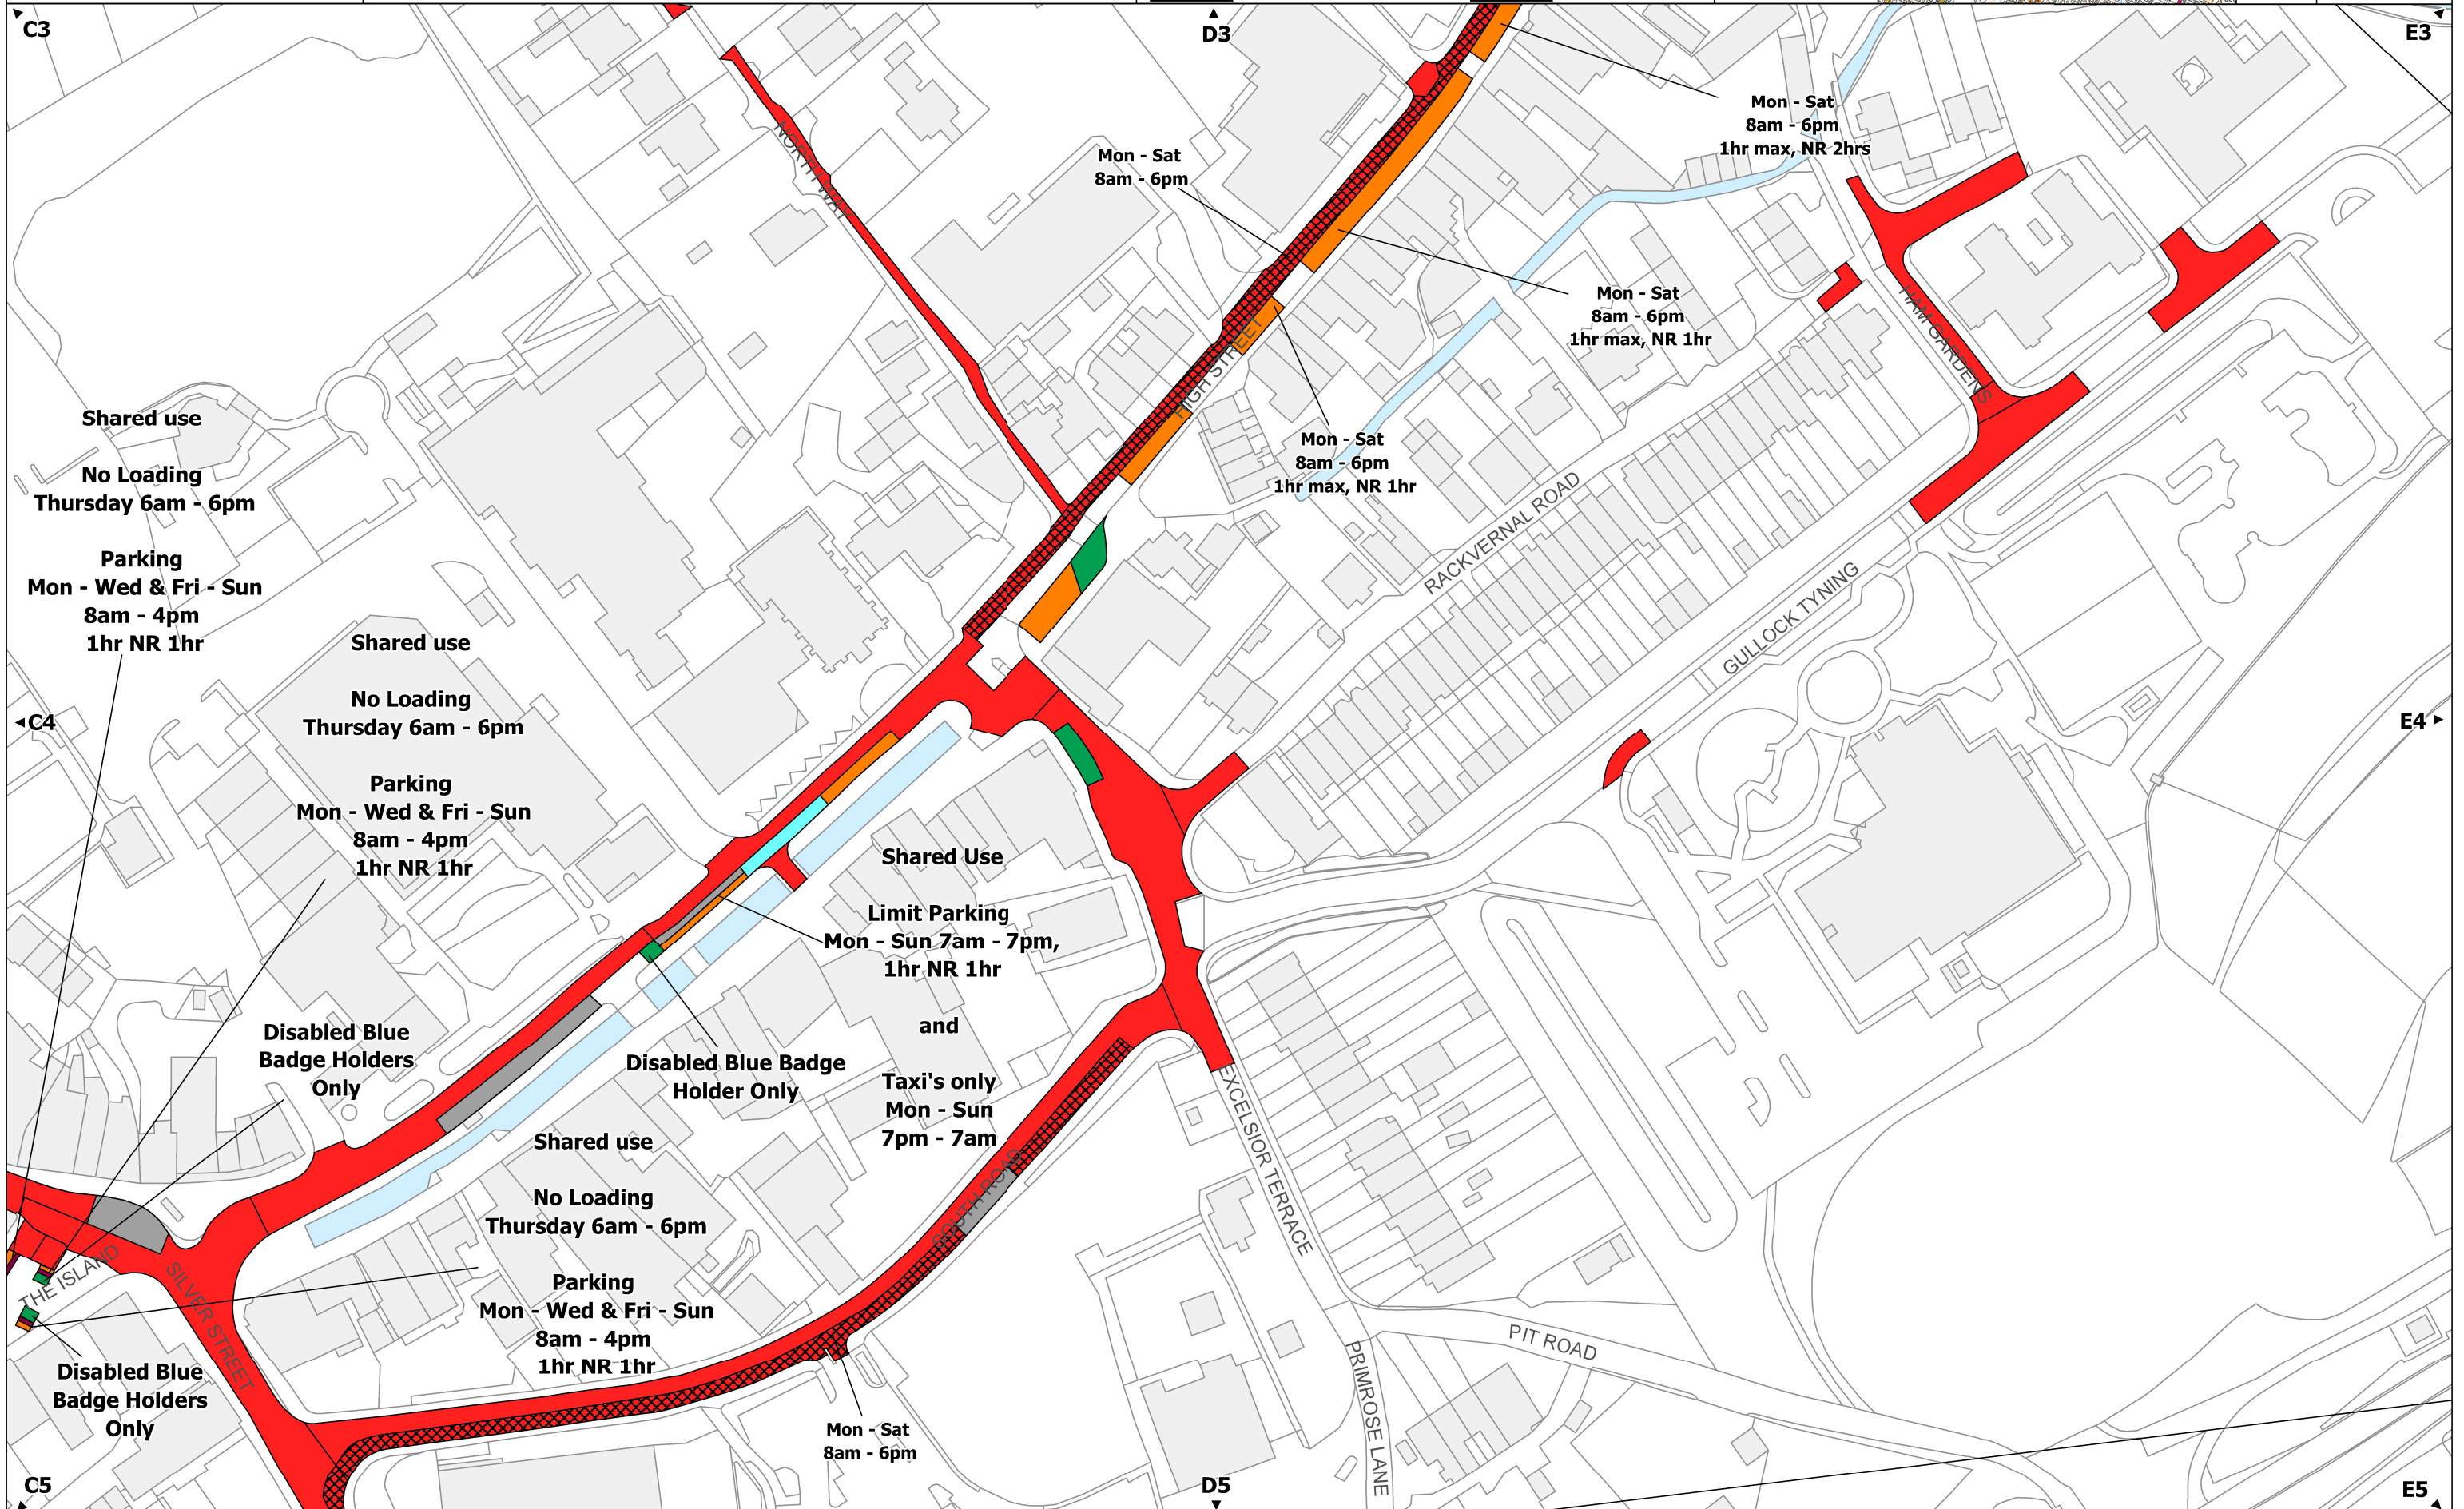 C3
D3
E3
Mon - Sat
8am - 6pm
1hr max, NR 2hrs
Mon - Sat
8am - 6pm
NORTH WAY
Mon - Sat
8am - 6pm
1hr max, NR 1hr
HAM GARDENS
HIGH STREET
Mon - Sat
8am - 6pm
1hr max, NR 1hr
Shared use
No Loading
Thursday 6am - 6pm
Parking
Mon - Wed & Fri - Sun
8am - 4pm
1hr NR 1hr
RACKVERNAL ROAD
GULLOCK TYNING
Shared use
No Loading
Thursday 6am - 6pm
Parking
Mon - Wed & Fri - Sun
8am - 4pm
1hr NR 1hr
C4
E4
Shared Use
Limit Parking
Mon - Sun 7am - 7pm,
1hr NR 1hr
and
Taxi's only
Mon - Sun
7pm - 7am
Disabled Blue
Badge Holders
Only
Disabled Blue Badge
Holder Only
Shared use
No Loading
Thursday 6am - 6pm
Parking
Mon - Wed & Fri - Sun
8am - 4pm
1hr NR 1hr
SOUTH ROAD
EXCELSIOR TERRACE
THE ISLAND
SILVER STREET
PIT ROAD
PRIMROSE LANE
Disabled Blue
Badge Holders
Only
Mon - Sat
8am - 6pm
C5
D5
E5